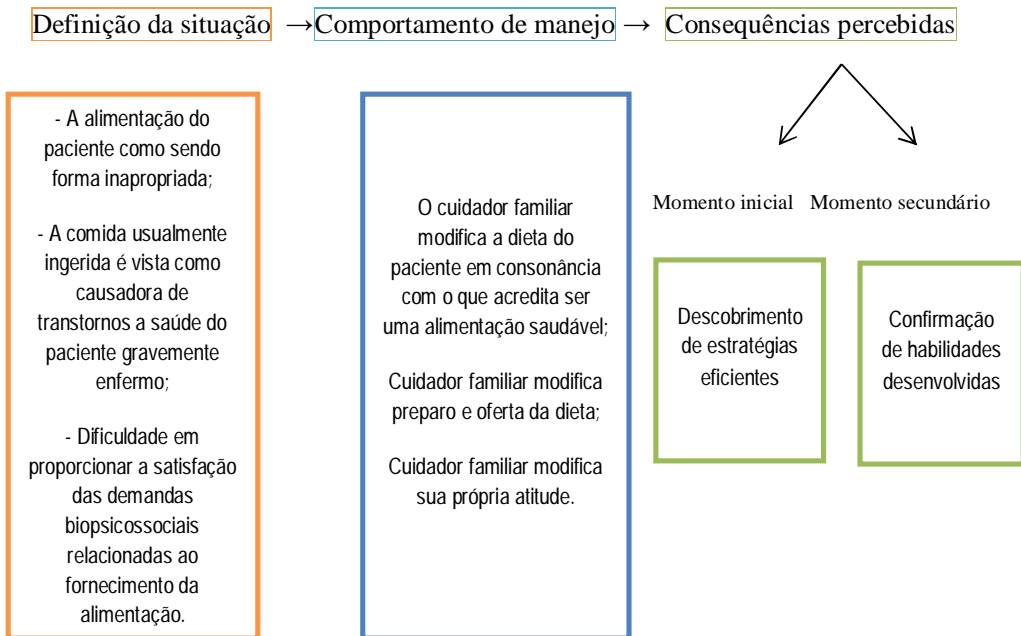 Definição da situação → Comportamento de manejo → Consequências percebidas
- A alimentação do
paciente como sendo
forma inapropriada;
- A comida usualmente
ingerida é vista como
causadora de
transtornos a saúde do
paciente gravemente
enfermo;
- Dificuldade em
proporcionar a satisfação
das demandas
biopsicossociais
relacionadas ao
fornecimento da
alimentação.
O cuidador familiar
modifica a dieta do
paciente em consonância
com o que acredita ser
uma alimentação saudável;
Cuidador familiar modifica
preparo e oferta da dieta;
Cuidador familiar modifica
sua própria atitude.
Momento inicial Momento secundário
Descobrimento
de estratégias
eficientes
Confirmação
de habilidades
desenvolvidas